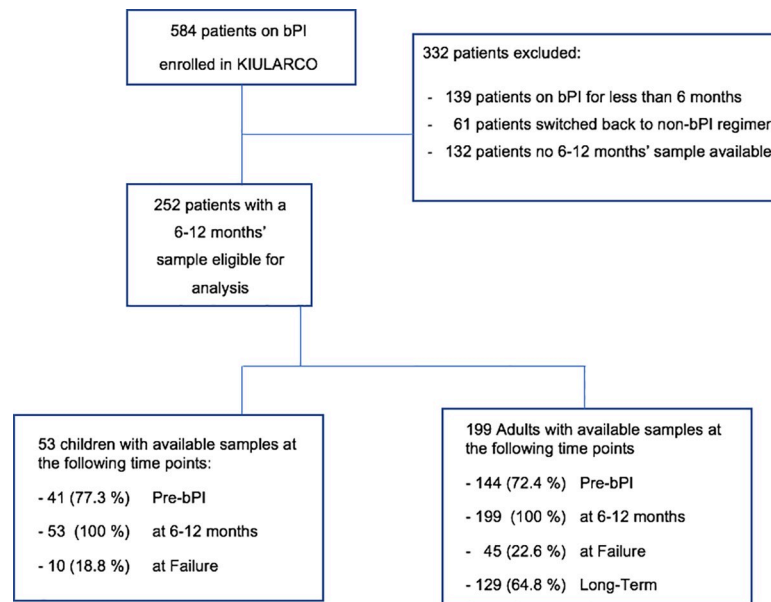 584 patients on bPI
enrolled in KIULARCO
332 patients excluded:
- 139 patients on bPI for less than 6 months
- 61 patients switched back to non-bPI regimen
- 132 patients no 6-12 months' sample available
252 patients with a
6-12 months'
sample eligible for
analysis
53 children with available samples at
the following time points:
- 41 (77.3 %) Pre-bPI
- 53 (100 %) at 6-12 months
- 10 (18.8 %) at Failure
199 Adults with available samples at
the following time points
- 144 (72.4 %) Pre-bPI
- 199 (100 %) at 6-12 months
- 45 (22.6 %) at Failure
- 129 (64.8 %) Long-Term